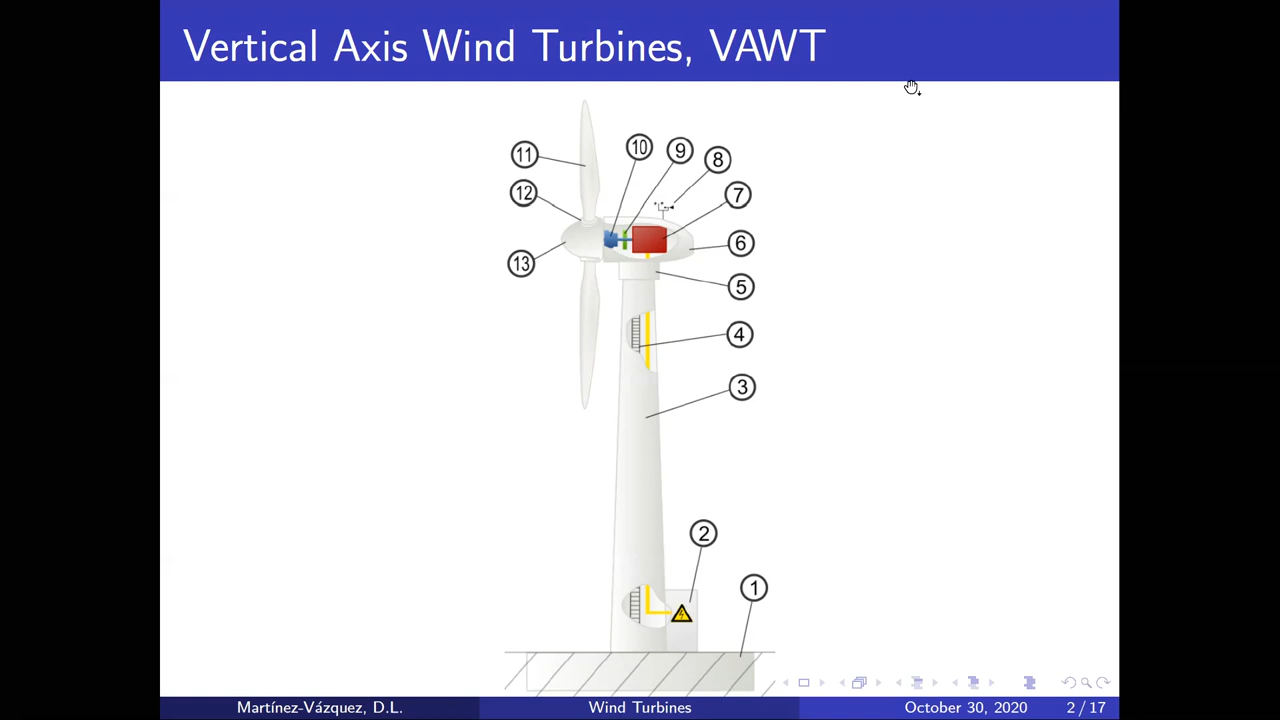 Vertical Axis Wind Turbines, VAWT
11
10
9
8
12
7
13
6
5
4
3
2
1
Martínez-Vázquez, D.L.
Wind Turbines
October 30, 2020
2 / 17